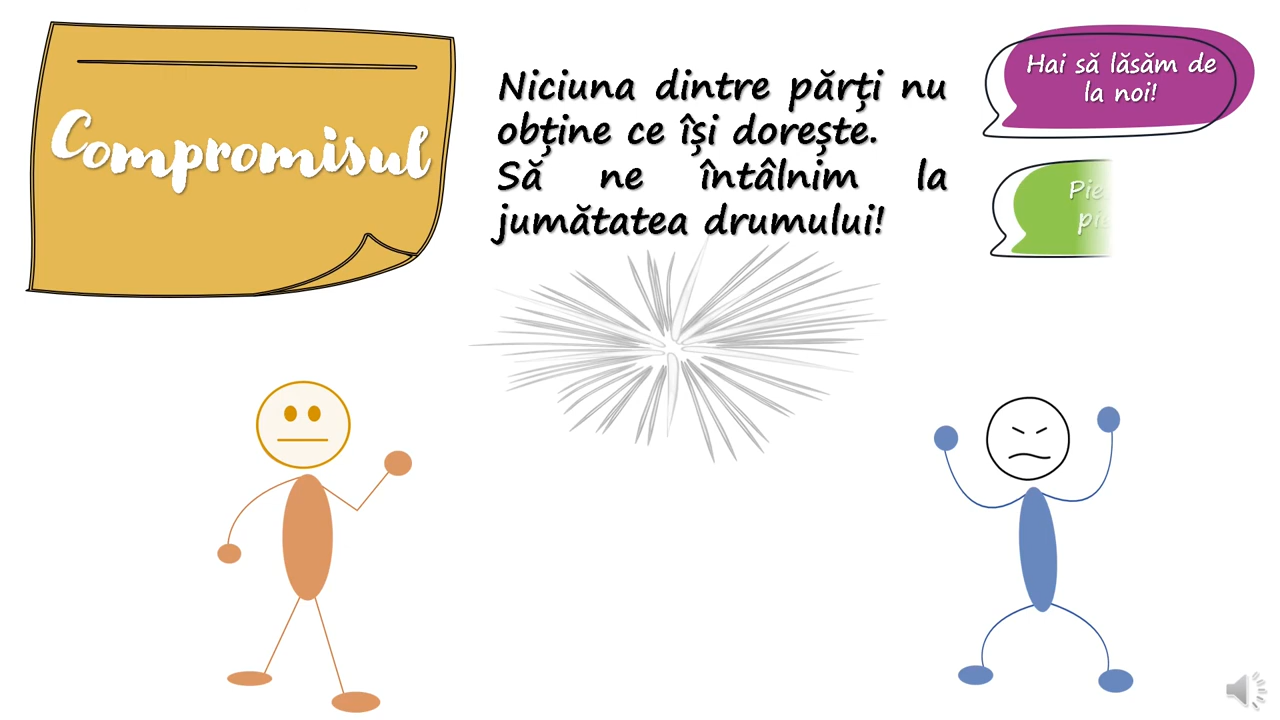 Compromisul
Niciuna dintre părți nu
obține ce își dorește.
Să ne întâlnim la
jumătatea drumului!
Hai să lăsăm de
la noi!